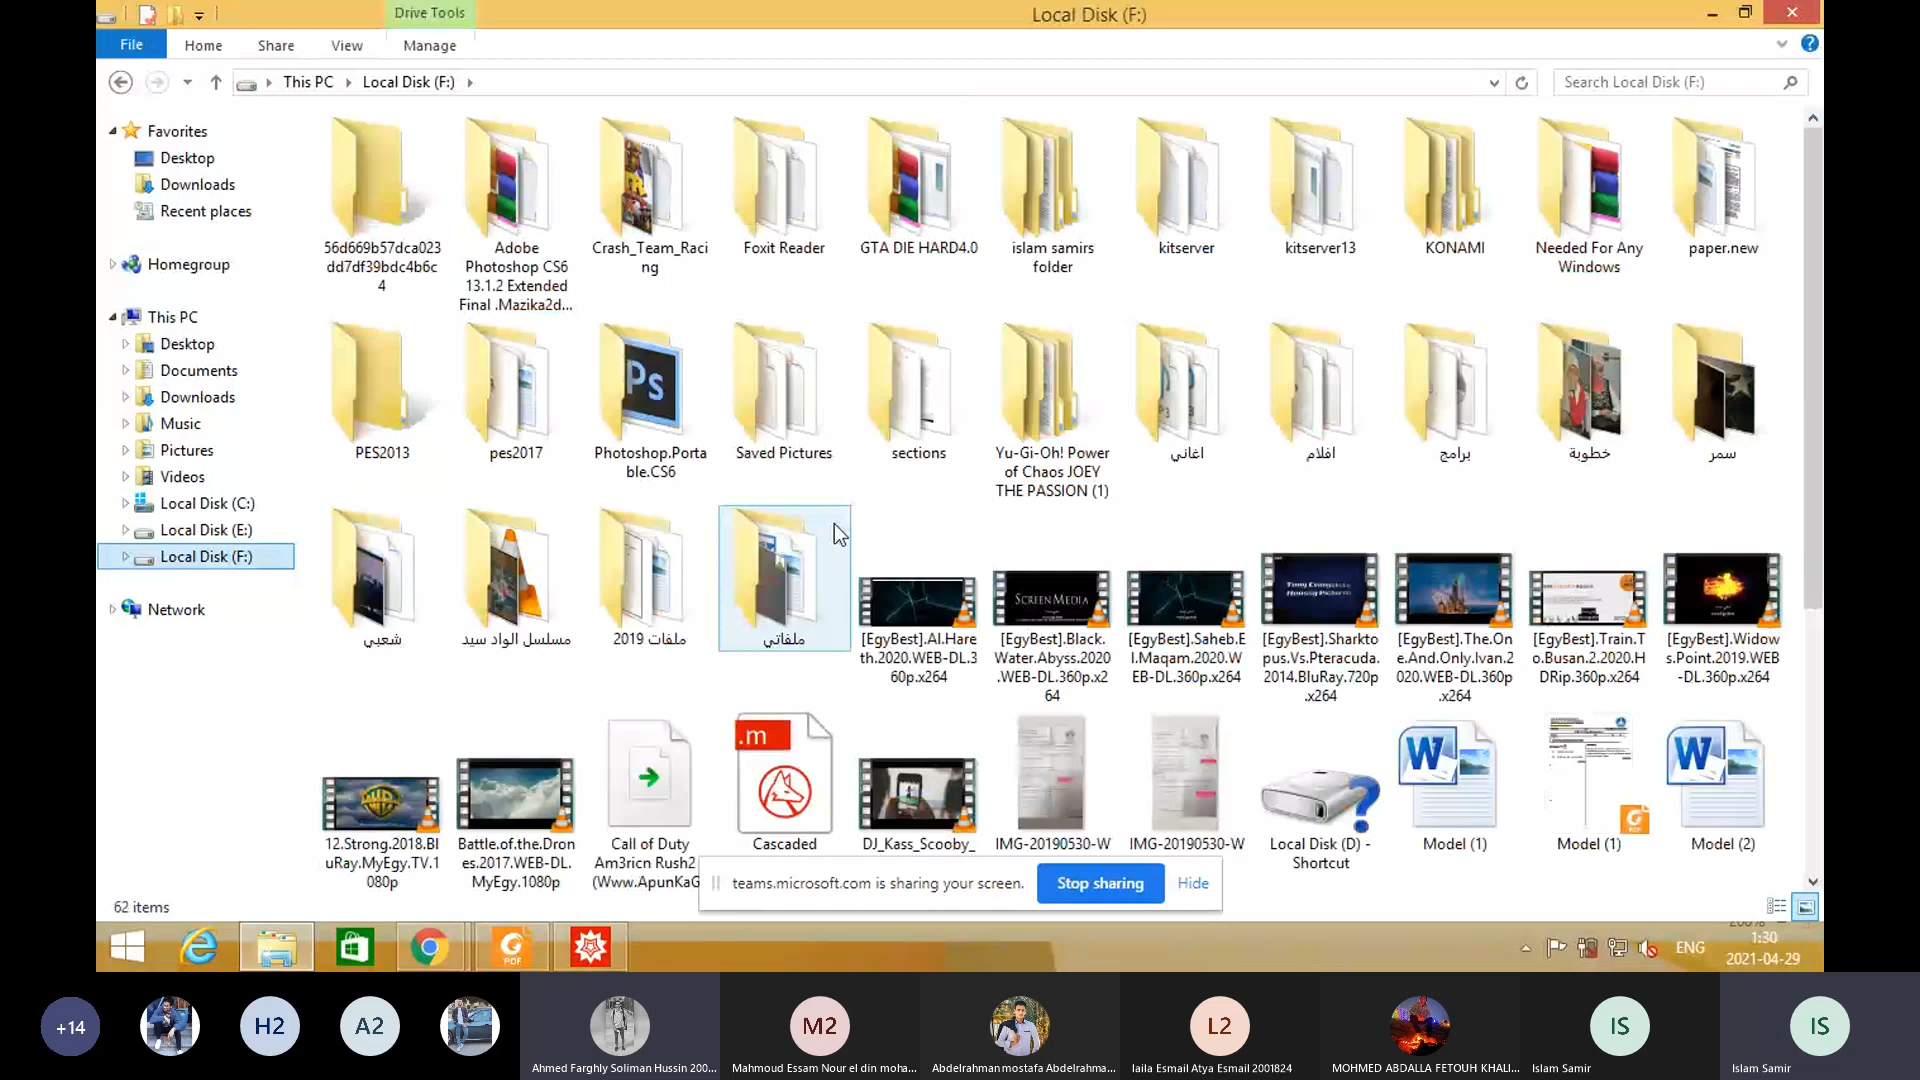 Drive Tools
Local Disk (F:)
File
Home
Share
View
Manage
This PC
Local Disk (F:)
Search Local Disk (F:)
Favorites
Desktop
Downloads
Recent places
Homegroup
This PC
Desktop
Documents
Downloads
Music
Pictures
Videos
Local Disk (C:)
Local Disk (E:)
Local Disk (F:)
Network
56d669b57dca023
dd7df39bdc4b6c
4
Adobe
Photoshop CS6
13.1.2 Extended
Final .Mazika2d...
Crash_Team_Raci
ng
Foxit Reader
GTA DIE HARD4.0
islam samirs
folder
kitserver
kitserver13
KONAMI
Needed For Any
Windows
paper.new
PES2013
pes2017
Ps
Photoshop.Porta
ble.CS6
Saved Pictures
sections
Yu-Gi-Oh! Power
of Chaos JOEY
THE PASSION (1)
اغاني
افلام
برامج
خطوبة
سمر
شعبي
مسلسل الواد سيد
ملفات 2019
ملفاتي
[EgyBest].Al.Hare
th.2020.WEB-DL.3
60p.x264
SCREEN MEDIA
[EgyBest].Black.
Water.Abyss.2020
.WEB-DL.360p.x2
64
[EgyBest].Saheb.E
l.Maqam.2020.W
EB-DL.360p.x264
[EgyBest].Sharkto
pus.Vs.Pteracuda.
2014.BluRay.720p
.x264
[EgyBest].The.On
e.And.Only.Ivan.2
020.WEB-DL.360p
.x264
[EgyBest].Train.T
o.Busan.2.2020.H
DRip.360p.x264
[EgyBest].Widow
s.Point.2019.WEB
-DL.360p.x264
12.Strong.2018.Bl
uRay.MyEgy.TV.1
080p
Battle.of.the.Dron
es.2017.WEB-DL.
MyEgy.1080p
Call of Duty
Am3ricn Rush2
(Www.ApunKaG
.m
Cascaded
DJ_Kass_Scooby_
IMG-20190530-W
IMG-20190530-W
Local Disk (D) -
Shortcut
W
Model (1)
PDF
Model (1)
W
Model (2)
teams.microsoft.com is sharing your screen.
Stop sharing
Hide
62 items
PDF
ENG
200%
1:30
2021-04-29
+14
H2
A2
Ahmed Farghly Soliman Hussin 200...
M2
Mahmoud Essam Nour el din moha...
Abdelrahman mostafa Abdelrahma...
L2
laila Esmail Atya Esmail 2001824
MOHMED ABDALLA FETOUH KHALI...
IS
Islam Samir
IS
Islam Samir